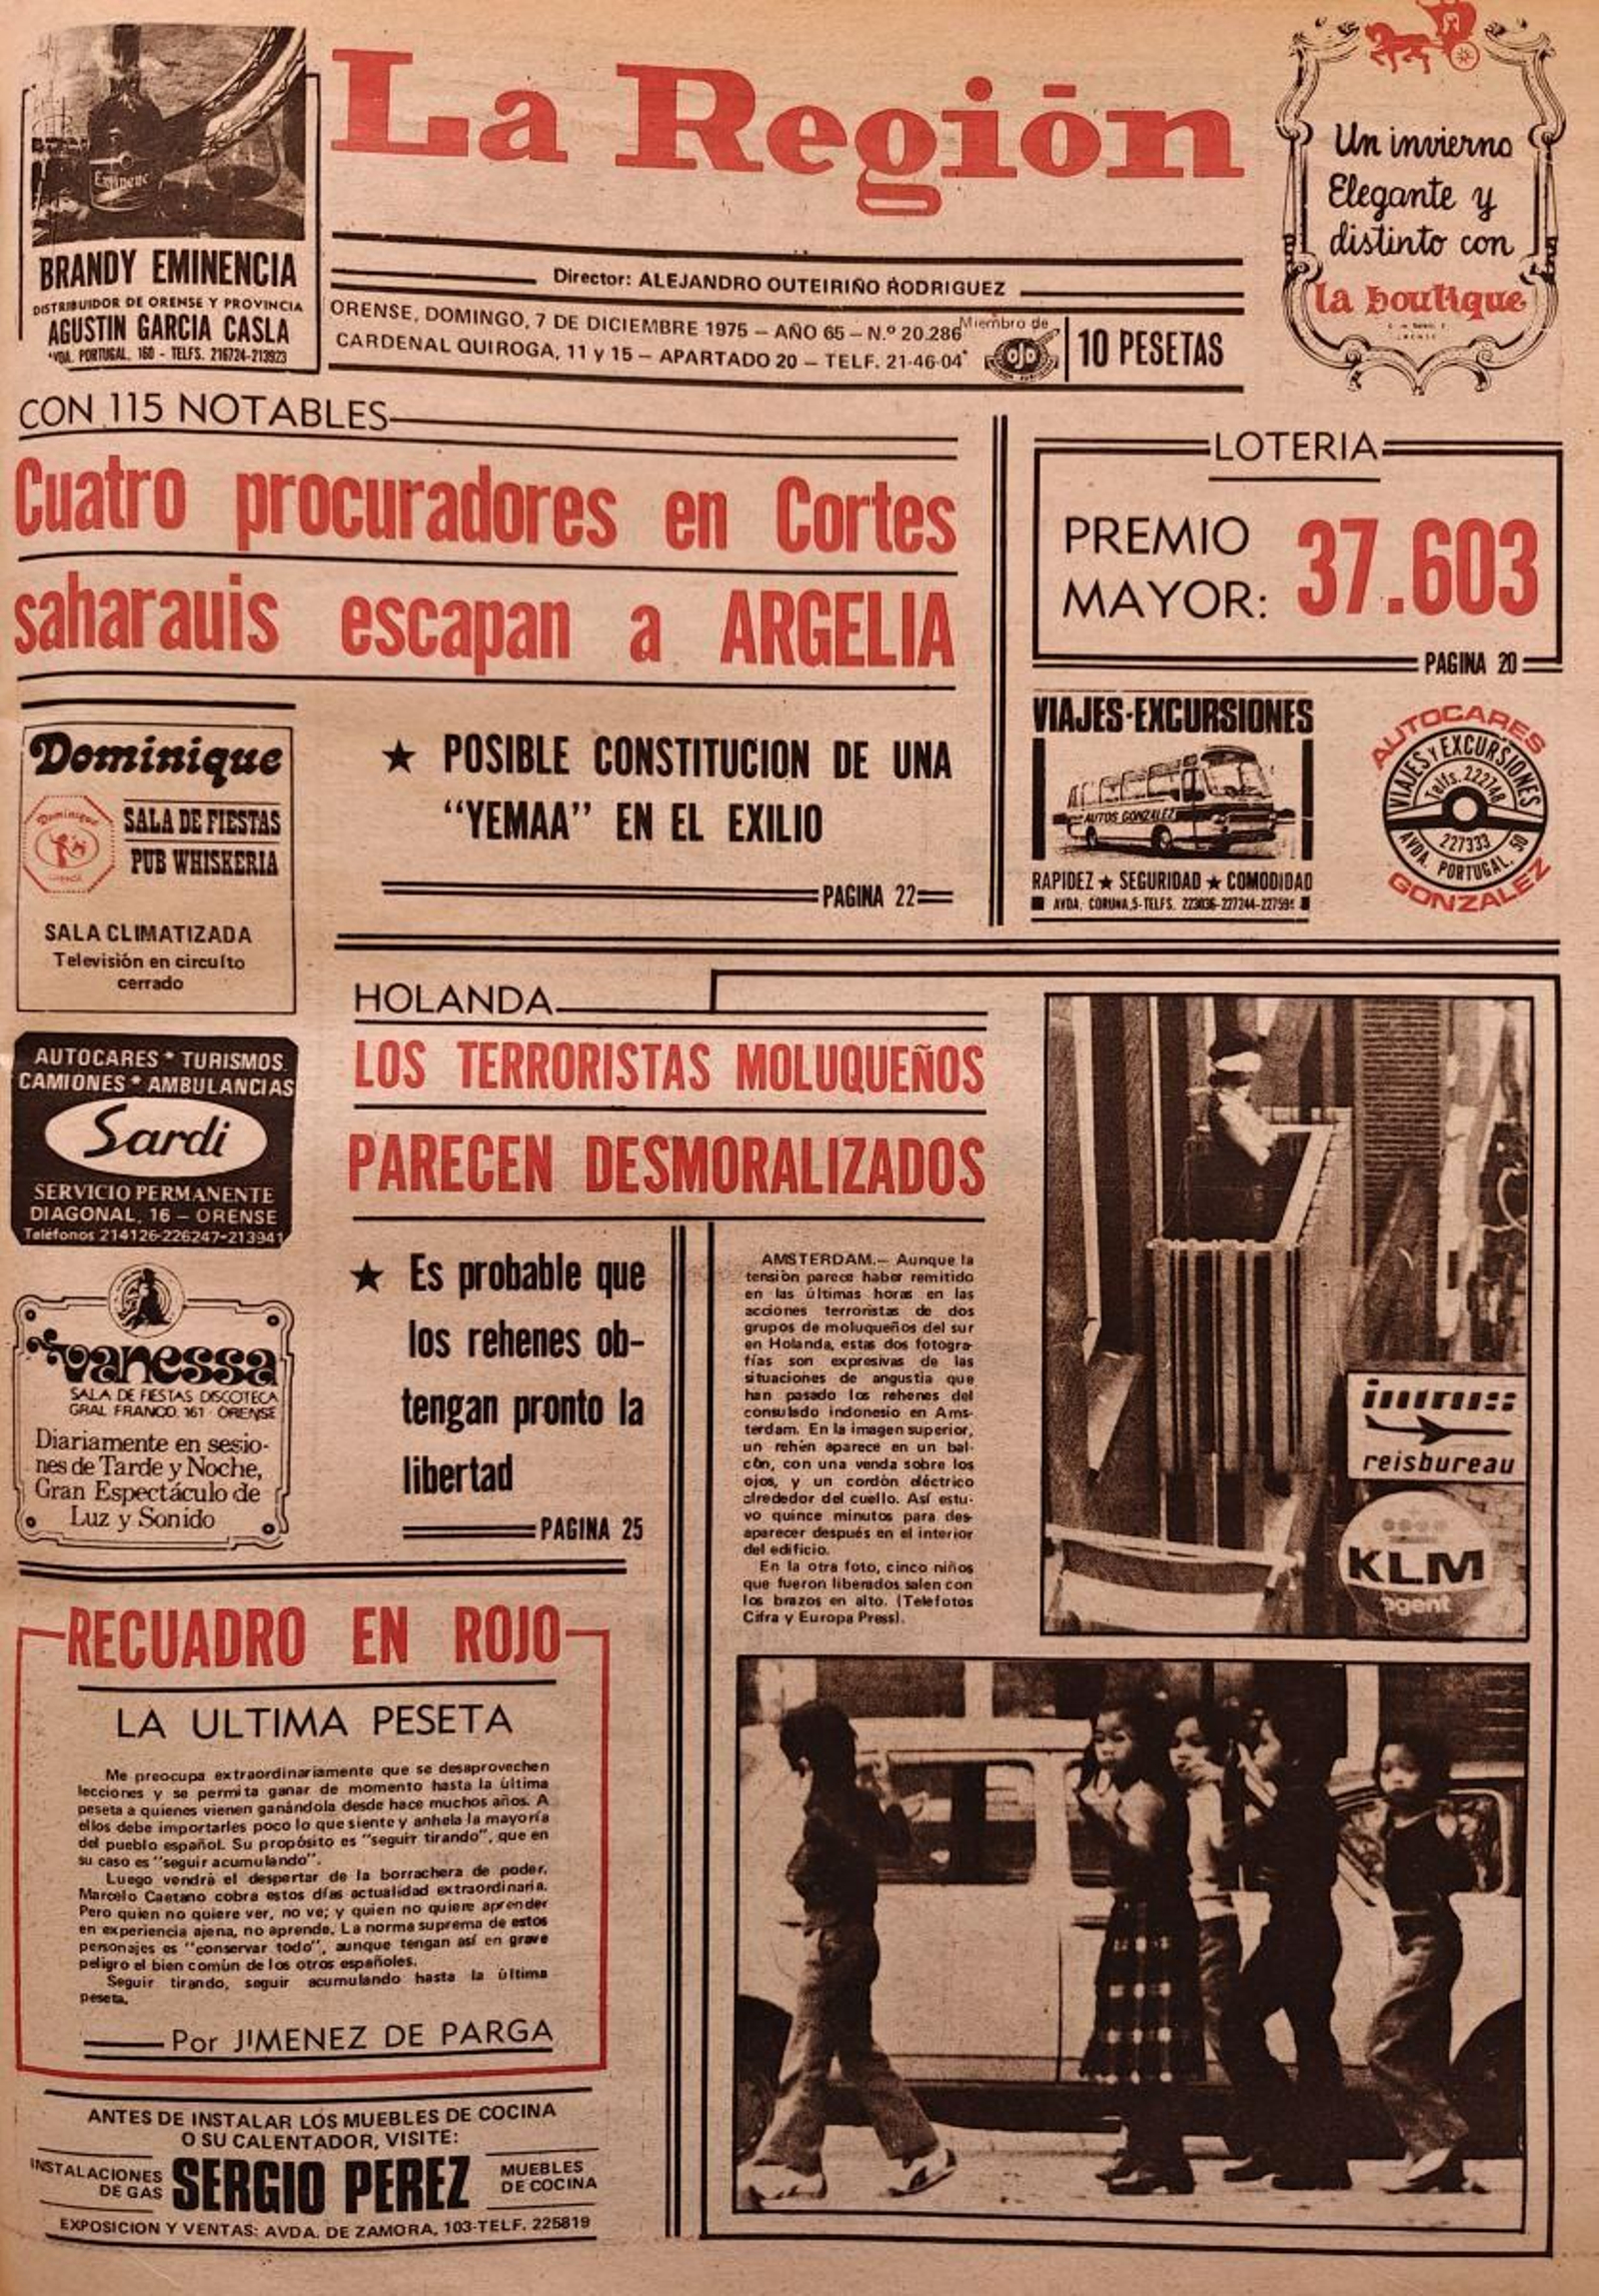 Eminenc
BRANDY EMINENCIA
DISTRIBUIDOR DE ORENSE Y PROVINCIA
AGUSTIN GARCIA CASLA
AVDA. PORTUGAL, 160 - TELFS. 216724-213923
La Región
Director: ALEJANDRO OUTEIRIÑO RODRIGUEZ
ORENSE, DOMINGO, 7 DE DICIEMBRE 1975 – AÑO 65 – N.º 20.286
CARDENAL QUIROGA, 11 y 15 – APARTADO 20 – TELF. 21-46-04
Miembro de
OJD
10 PESETAS
Un invierno
Elegante y
distinto con
la boutique
CON 115 NOTABLES
Cuatro procuradores en Cortes
saharauis escapan a ARGELIA
★ POSIBLE CONSTITUCION DE UNA
“YEMAA” EN EL EXILIO
PAGINA 22
LOTERIA
PREMIO
MAYOR: 37.603
PAGINA 20
VIAJES-EXCURSIONES
AUTOS GONZALEZ
RAPIDEZ ★ SEGURIDAD ★ COMODIDAD
AVDA. CORUÑA,5-TELFS. 223036-227244-227591
AUTOCARES
VIAJES Y EXCURSIONES
Telfs. 222748
227333
AVDA. PORTUGAL, 50
GONZALEZ
Dominique
Dominique
SALA DE FIESTAS
PUB WHISKERIA
SALA CLIMATIZADA
Televisión en circuito
cerrado
AUTOCARES * TURISMOS
CAMIONES * AMBULANCIAS
Sardi
SERVICIO PERMANENTE
DIAGONAL, 16 – ORENSE
Teléfonos 214126-226247-213941
vanessa
SALA DE FIESTAS DISCOTECA
GRAL FRANCO, 161 ORENSE
Diariamente en sesio-
nes de Tarde y Noche,
Gran Espectáculo de
Luz y Sonido
HOLANDA
LOS TERRORISTAS MOLUQUEÑOS
PARECEN DESMORALIZADOS
★ Es probable que
los rehenes ob-
tengan pronto la
libertad
PAGINA 25
AMSTERDAM.— Aunque la
tensión parece haber remitido
en las últimas horas en las
acciones terroristas de dos
grupos de moluqueños del sur
en Holanda, estas dos fotogra-
fías son expresivas de las
situaciones de angustia que
han pasado los rehenes del
consulado indonesio en Ams-
terdam. En la imagen superior,
un rehén aparece en un bal-
cón, con una venda sobre los
ojos, y un cordón eléctrico
alrededor del cuello. Así estu-
vo quince minutos para des-
aparecer después en el interior
del edificio.
En la otra foto, cinco niños
que fueron liberados salen con
los brazos en alto. (Telefotos
Cifra y Europa Press).
reisbureau
KLM
agent
RECUADRO EN ROJO
LA ULTIMA PESETA
Me preocupa extraordinariamente que se desaprovechen
lecciones y se permita ganar de momento hasta la última
peseta a quienes vienen ganándola desde hace muchos años. A
ellos debe importarles poco lo que siente y anhela la mayoría
del pueblo español. Su propósito es “seguir tirando”, que en
su caso es “seguir acumulando”.
Luego vendrá el despertar de la borrachera de poder.
Marcelo Caetano cobra estos días actualidad extraordinaria.
Pero quien no quiere ver, no ve; y quien no quiere aprender
en experiencia ajena, no aprende. La norma suprema de estos
personajes es “conservar todo”, aunque tengan así en grave
peligro el bien común de los otros españoles.
Seguir tirando, seguir acumulando hasta la última
peseta.
Por JIMENEZ DE PARGA
ANTES DE INSTALAR LOS MUEBLES DE COCINA
O SU CALENTADOR, VISITE:
INSTALACIONES
DE GAS
SERGIO PEREZ
MUEBLES
DE COCINA
EXPOSICION Y VENTAS: AVDA. DE ZAMORA, 103-TELF. 225819